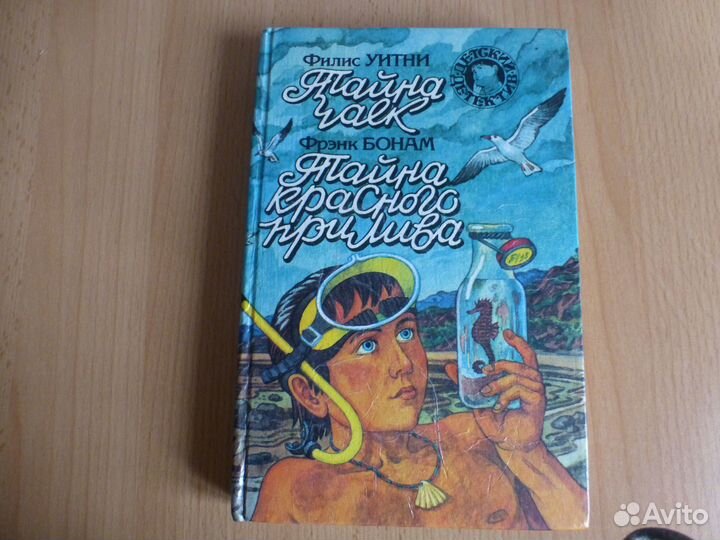 Филис УИТНИ
Тайна
чаек
Фрэнк БОНАМ
Тайна
красного
прилива
ДЕТСКИЙ ДЕТЕКТИВ
Avito